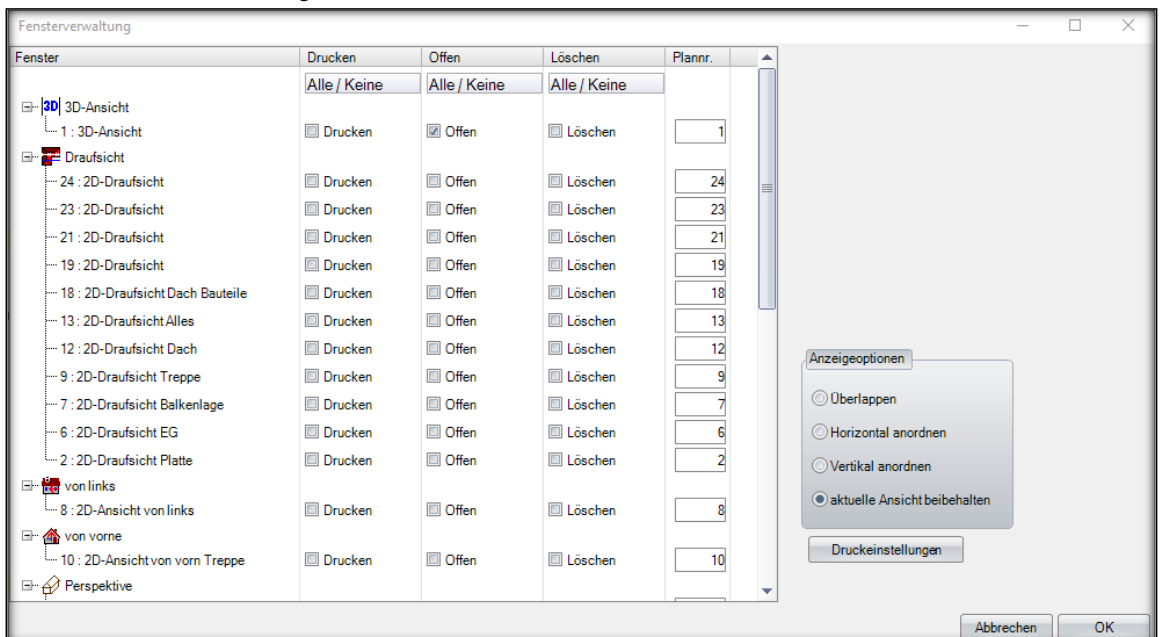 Fensterverwaltung
Fenster Drucken Offen Löschen Plannr.
Alle / Keine Alle / Keine Alle / Keine
3D 3D-Ansicht
1 : 3D-Ansicht Drucken Offen Löschen 1
Draufsicht
24 : 2D-Draufsicht Drucken Offen Löschen 24
23 : 2D-Draufsicht Drucken Offen Löschen 23
21 : 2D-Draufsicht Drucken Offen Löschen 21
19 : 2D-Draufsicht Drucken Offen Löschen 19
18 : 2D-Draufsicht Dach Bauteile Drucken Offen Löschen 18
13 : 2D-Draufsicht Alles Drucken Offen Löschen 13
12 : 2D-Draufsicht Dach Drucken Offen Löschen 12
9 : 2D-Draufsicht Treppe Drucken Offen Löschen 9
7 : 2D-Draufsicht Balkenlage Drucken Offen Löschen 7
6 : 2D-Draufsicht EG Drucken Offen Löschen 6
2 : 2D-Draufsicht Platte Drucken Offen Löschen 2
von links
8 : 2D-Ansicht von links Drucken Offen Löschen 8
von vorne
10 : 2D-Ansicht von vorn Treppe Drucken Offen Löschen 10
Perspektive
Anzeigeoptionen
Überlappen
Horizontal anordnen
Vertikal anordnen
aktuelle Ansicht beibehalten
Druckeinstellungen
Abbrechen OK